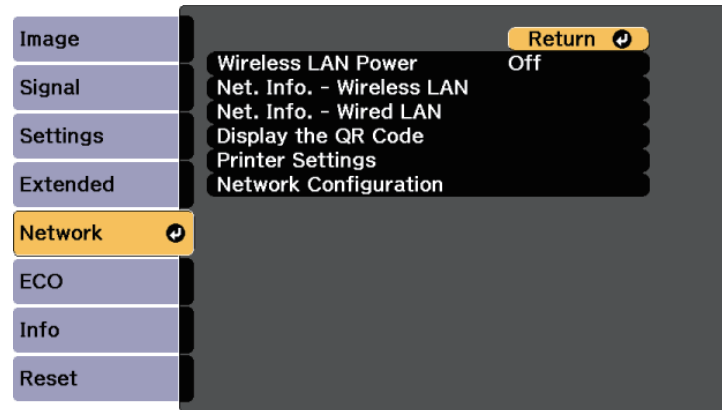 Image
Signal
Settings
Extended
Network
ECO
Info
Reset
Return
Wireless LAN Power Off
Net. Info. - Wireless LAN
Net. Info. - Wired LAN
Display the QR Code
Printer Settings
Network Configuration